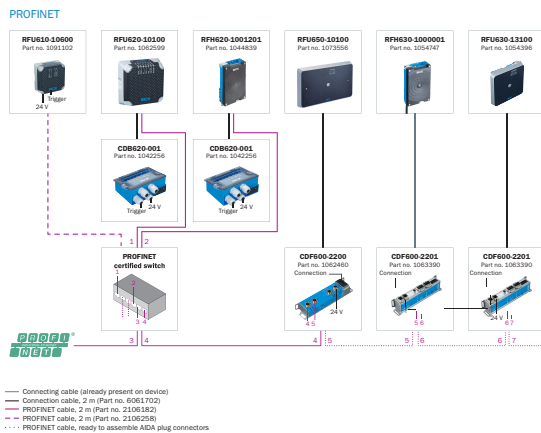 PROFINET
RFU610-10600
Part no. 1091102
Trigger
24 V
RFU620-10100
Part no. 1062599
RFH620-1001201
Part no. 1044839
RFU650-10100
Part no. 1073556
RFH630-1000001
Part no. 1054747
RFU630-13100
Part no. 1054396
CDB620-001
Part no. 1042256
24 V
Trigger
CDB620-001
Part no. 1042256
24 V
Trigger
1 2
PROFINET
certified switch
1
2
3 4
CDF600-2200
Part no. 1062460
Connection
24 V
4 5
CDF600-2201
Part no. 1063390
Connection
24 V
5 6
CDF600-2201
Part no. 1063390
Connection
24 V
6 7
PROFI
NET
3 4
4 5
5 6
6 7
Connecting cable (already present on device)
Connection cable, 2 m (Part no. 6061702)
PROFINET cable, 2 m (Part no. 2106182)
PROFINET cable, 2 m (Part no. 2106258)
PROFINET cable, ready to assemble AIDA plug connectors